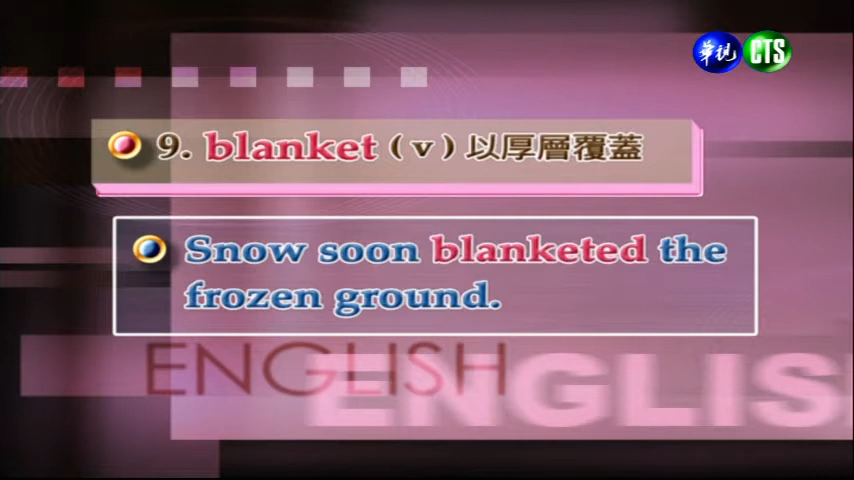 華視 CTS
9. blanket (v) 以厚層覆蓋
Snow soon blanketed the
frozen ground.
ENGLISH
ENGLIS